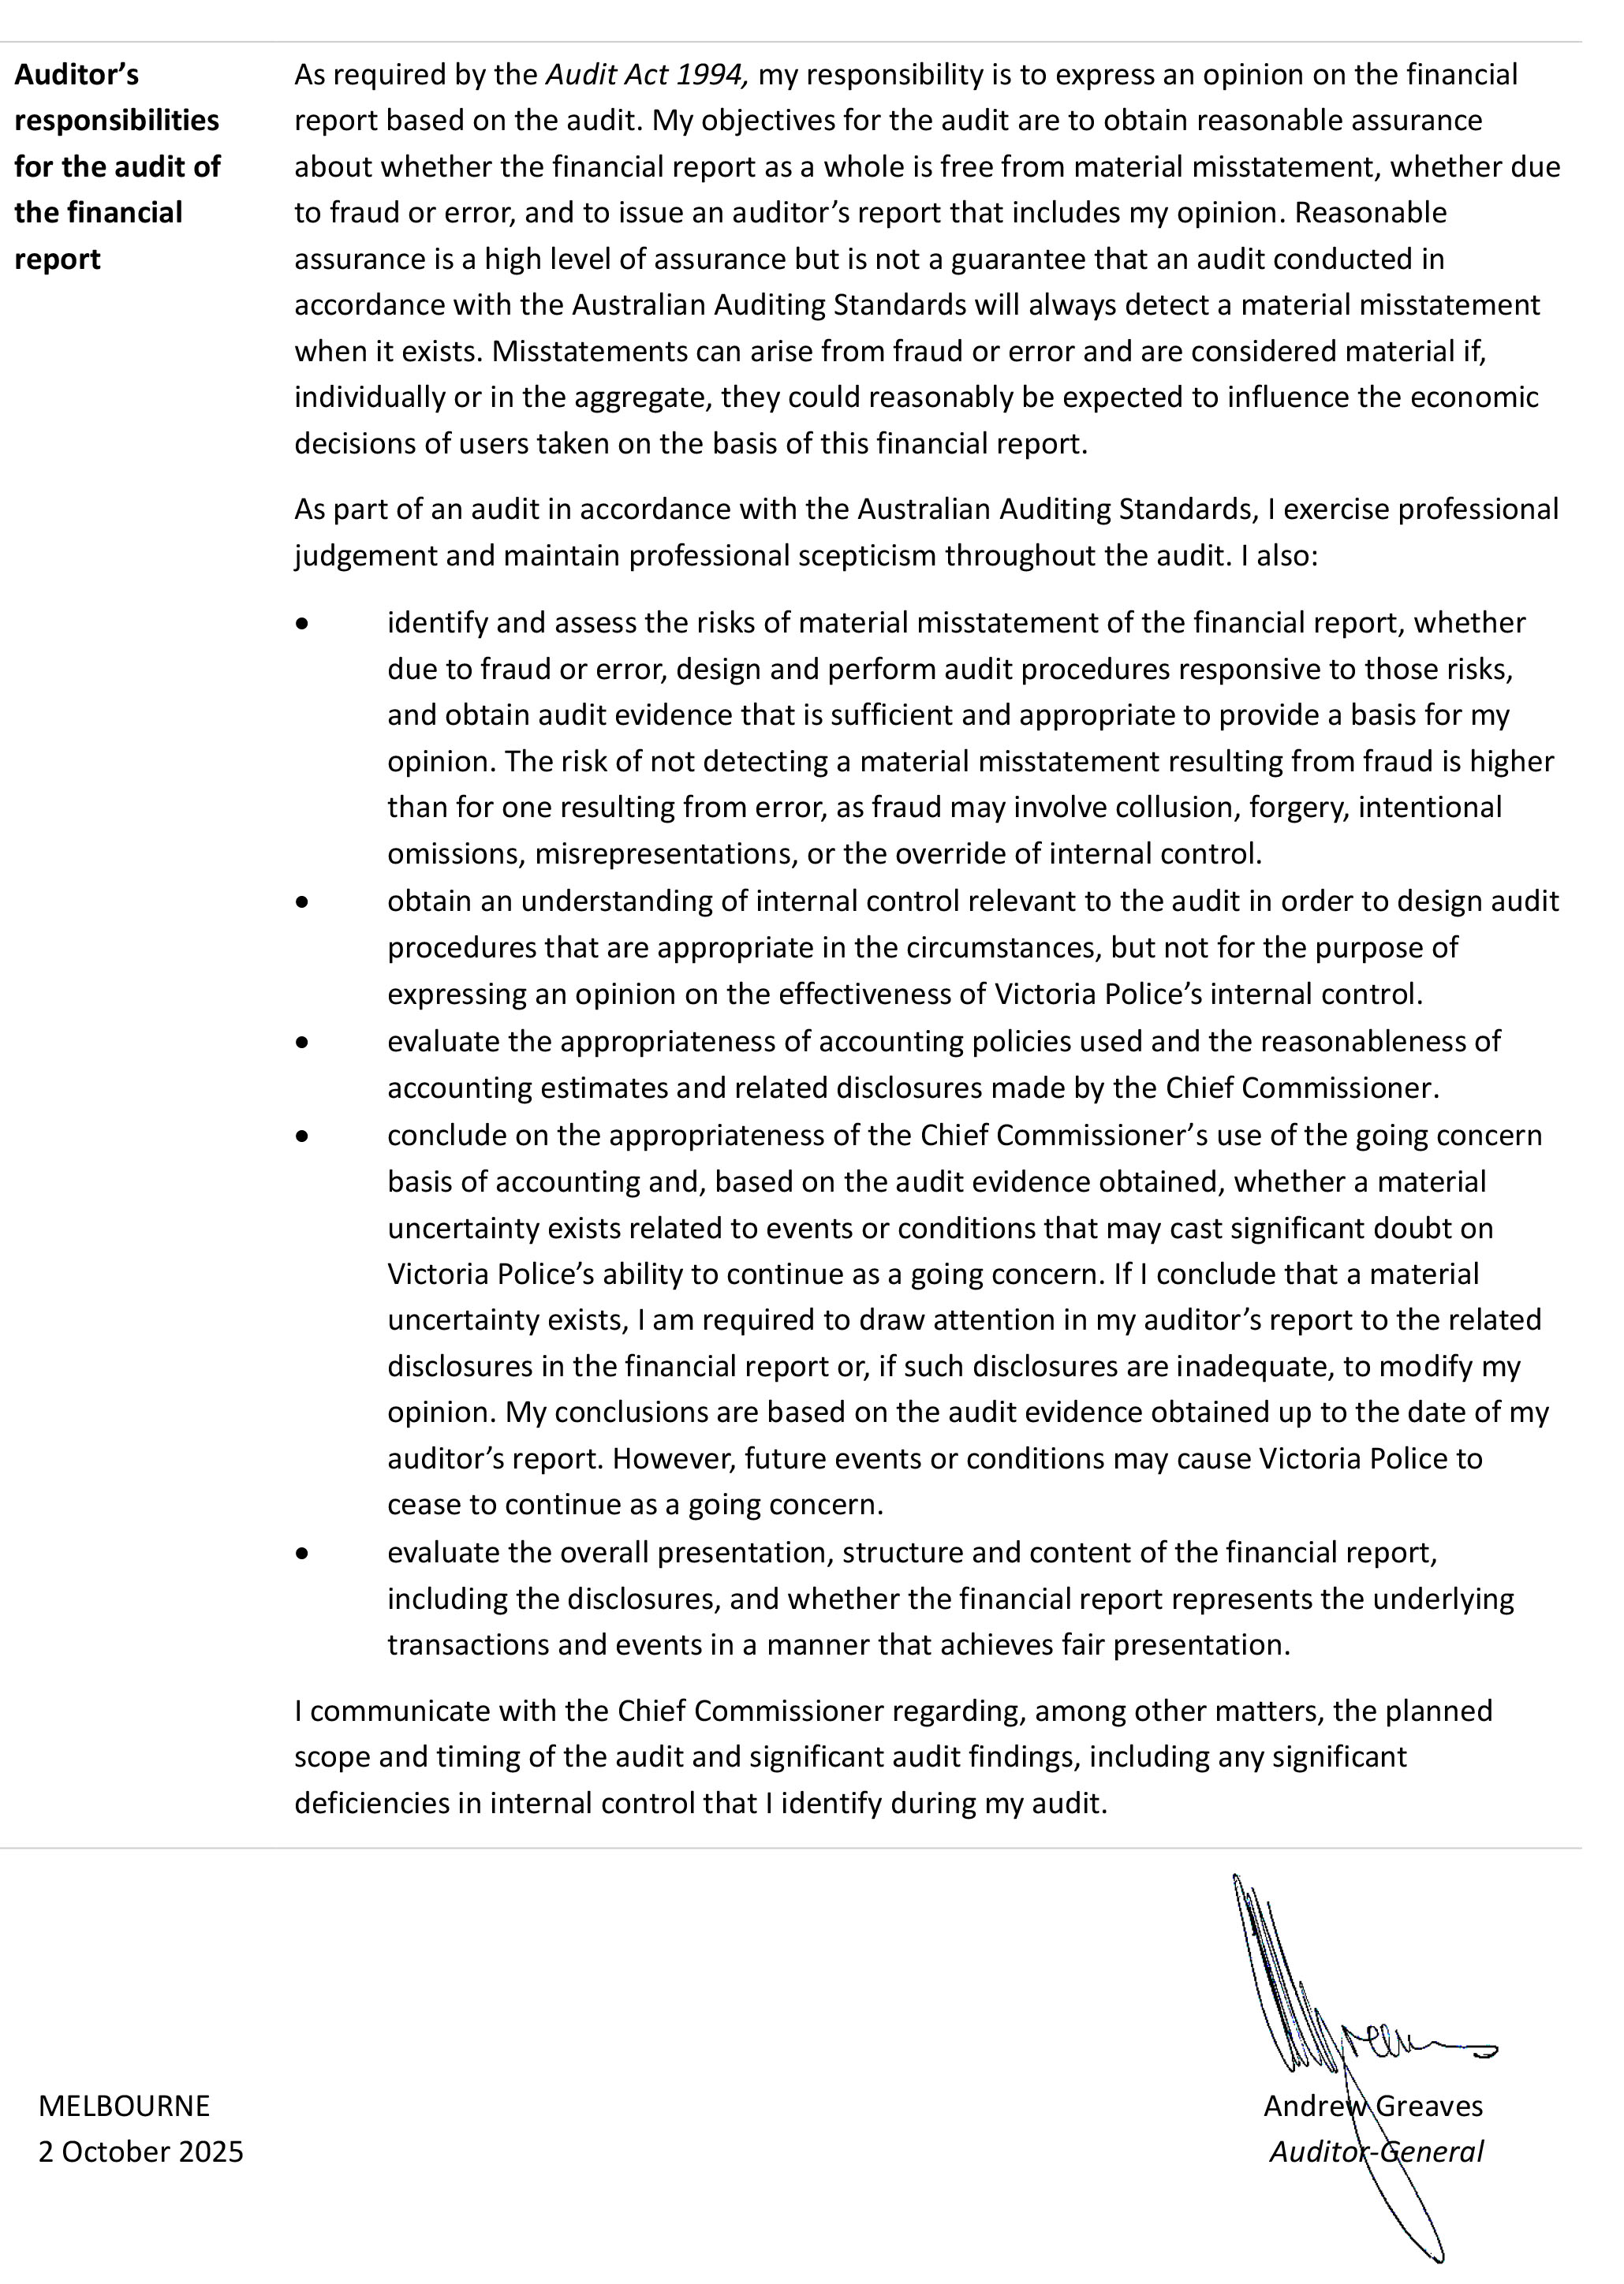 Auditor’s
responsibilities
for the audit of
the financial
report
As required by the Audit Act 1994, my responsibility is to express an opinion on the financial
report based on the audit. My objectives for the audit are to obtain reasonable assurance
about whether the financial report as a whole is free from material misstatement, whether due
to fraud or error, and to issue an auditor’s report that includes my opinion. Reasonable
assurance is a high level of assurance but is not a guarantee that an audit conducted in
accordance with the Australian Auditing Standards will always detect a material misstatement
when it exists. Misstatements can arise from fraud or error and are considered material if,
individually or in the aggregate, they could reasonably be expected to influence the economic
decisions of users taken on the basis of this financial report.
As part of an audit in accordance with the Australian Auditing Standards, I exercise professional
judgement and maintain professional scepticism throughout the audit. I also:
• identify and assess the risks of material misstatement of the financial report, whether
due to fraud or error, design and perform audit procedures responsive to those risks,
and obtain audit evidence that is sufficient and appropriate to provide a basis for my
opinion. The risk of not detecting a material misstatement resulting from fraud is higher
than for one resulting from error, as fraud may involve collusion, forgery, intentional
omissions, misrepresentations, or the override of internal control.
• obtain an understanding of internal control relevant to the audit in order to design audit
procedures that are appropriate in the circumstances, but not for the purpose of
expressing an opinion on the effectiveness of Victoria Police’s internal control.
• evaluate the appropriateness of accounting policies used and the reasonableness of
accounting estimates and related disclosures made by the Chief Commissioner.
• conclude on the appropriateness of the Chief Commissioner’s use of the going concern
basis of accounting and, based on the audit evidence obtained, whether a material
uncertainty exists related to events or conditions that may cast significant doubt on
Victoria Police’s ability to continue as a going concern. If I conclude that a material
uncertainty exists, I am required to draw attention in my auditor’s report to the related
disclosures in the financial report or, if such disclosures are inadequate, to modify my
opinion. My conclusions are based on the audit evidence obtained up to the date of my
auditor’s report. However, future events or conditions may cause Victoria Police to
cease to continue as a going concern.
• evaluate the overall presentation, structure and content of the financial report,
including the disclosures, and whether the financial report represents the underlying
transactions and events in a manner that achieves fair presentation.
I communicate with the Chief Commissioner regarding, among other matters, the planned
scope and timing of the audit and significant audit findings, including any significant
deficiencies in internal control that I identify during my audit.
MELBOURNE
2 October 2025
Andrew Greaves
Auditor-General